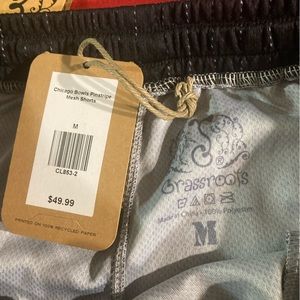 Chicago Bowls Pinstripe
Mesh Shorts
M
CL853-2
$49.99
PRINTED ON 100% RECYCLED PAPER
Grassroots
Made in China • 100% Polyester
M